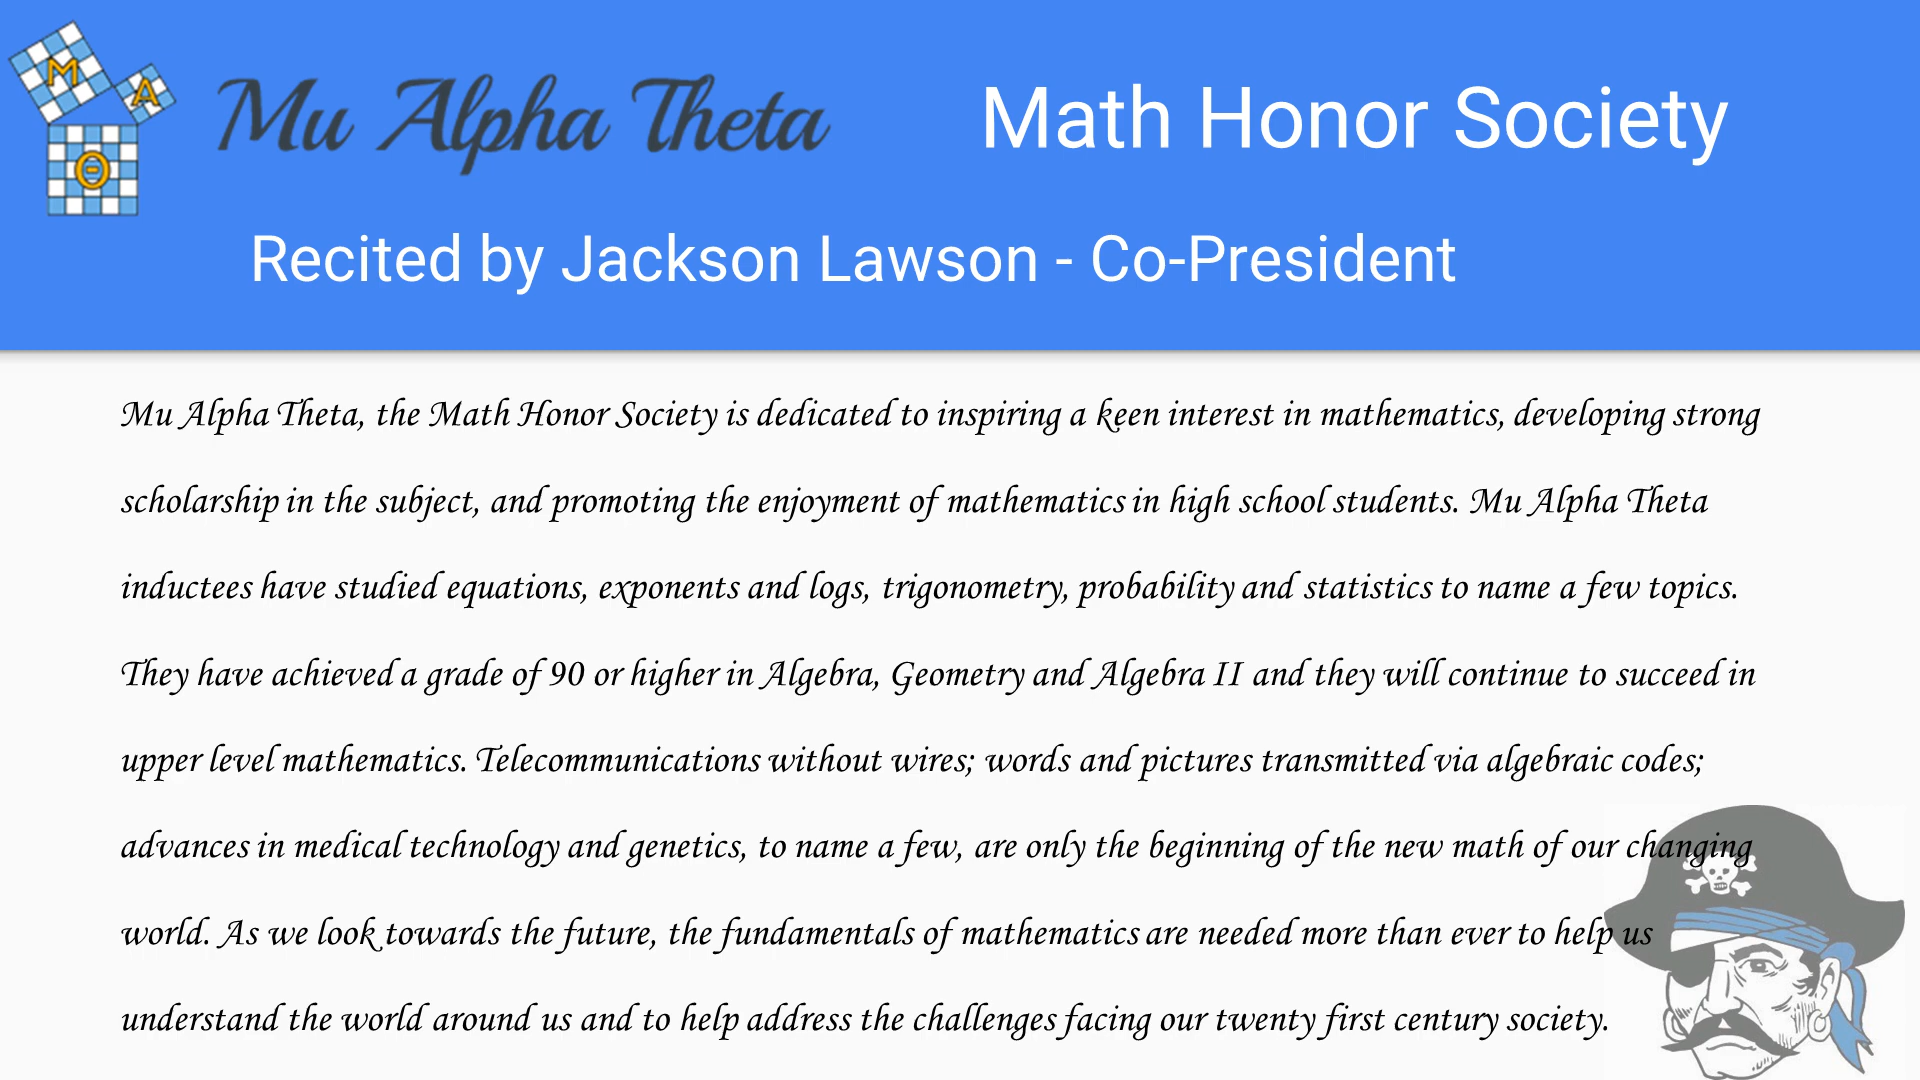 M
A
Θ
Mu Alpha Theta
Math Honor Society
Recited by Jackson Lawson - Co-President
Mu Alpha Theta, the Math Honor Society is dedicated to inspiring a keen interest in mathematics, developing strong
scholarship in the subject, and promoting the enjoyment of mathematics in high school students. Mu Alpha Theta
inductees have studied equations, exponents and logs, trigonometry, probability and statistics to name a few topics.
They have achieved a grade of 90 or higher in Algebra, Geometry and Algebra II and they will continue to succeed in
upper level mathematics. Telecommunications without wires; words and pictures transmitted via algebraic codes;
advances in medical technology and genetics, to name a few, are only the beginning of the new math of our changing
world. As we look towards the future, the fundamentals of mathematics are needed more than ever to help us
understand the world around us and to help address the challenges facing our twenty first century society.